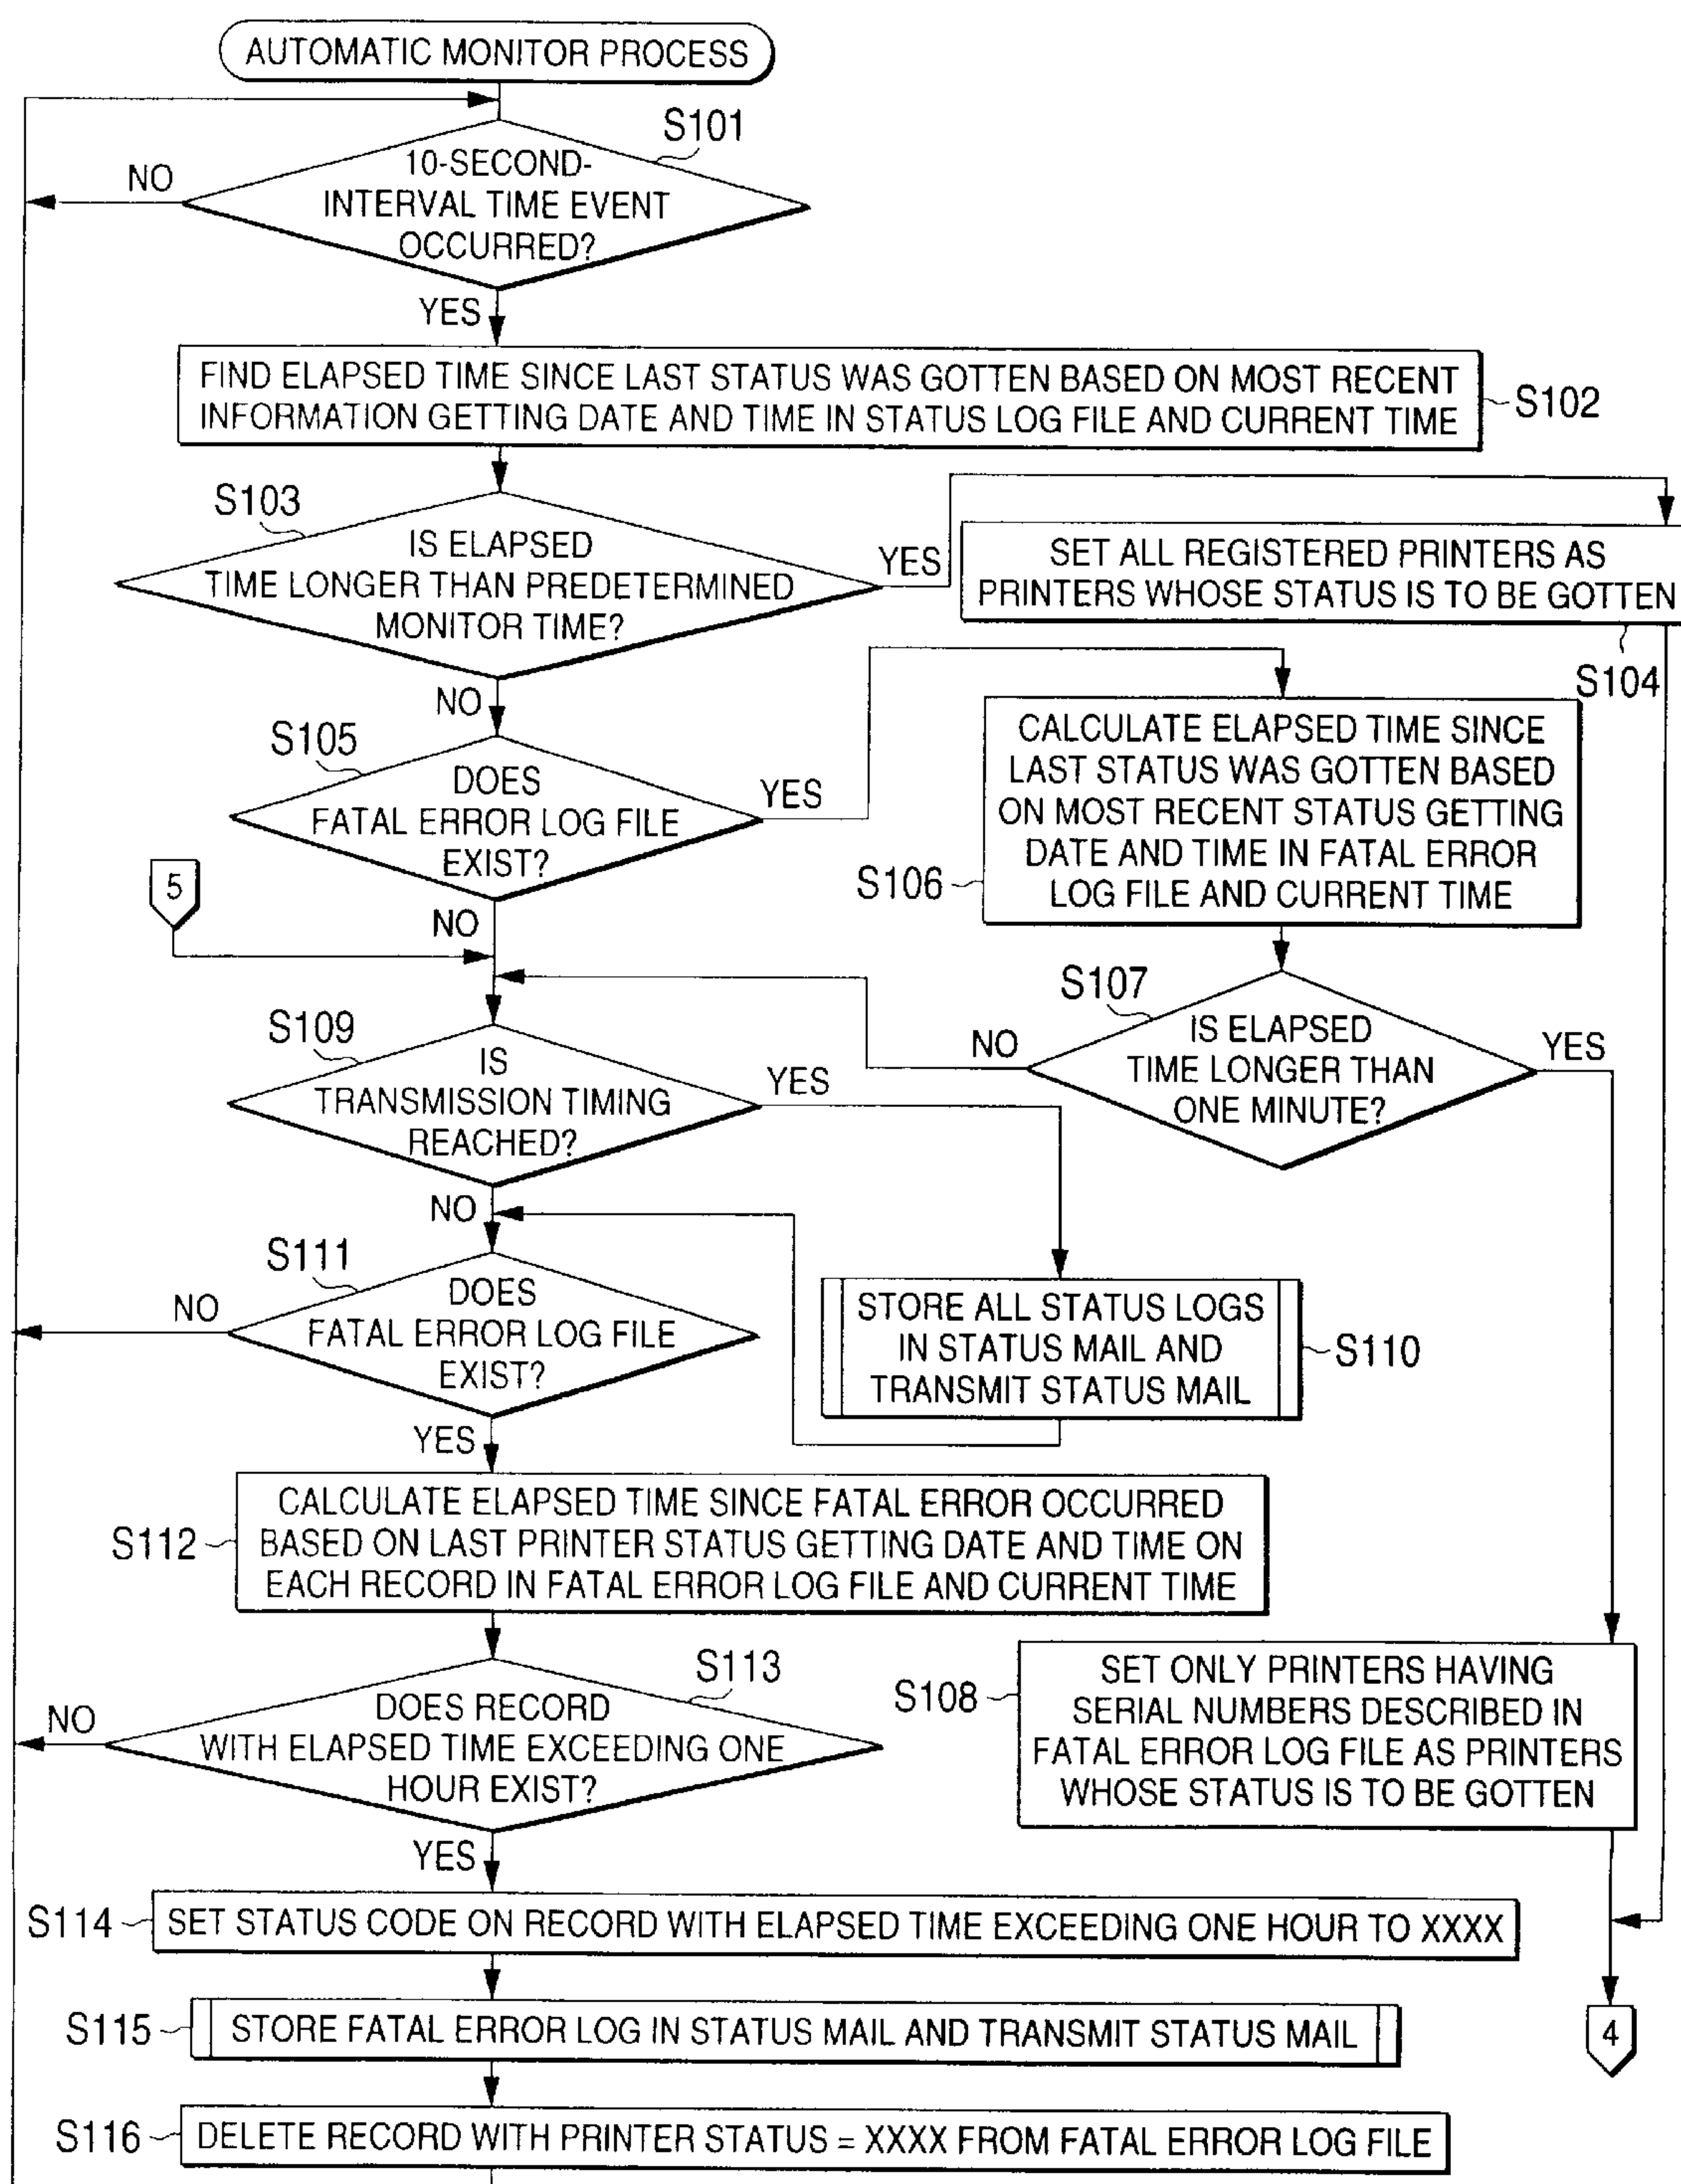 AUTOMATIC MONITOR PROCESS
S101
10-SECOND-
INTERVAL TIME EVENT
OCCURRED?
NO
YES
FIND ELAPSED TIME SINCE LAST STATUS WAS GOTTEN BASED ON MOST RECENT
INFORMATION GETTING DATE AND TIME IN STATUS LOG FILE AND CURRENT TIME
S102
S103
IS ELAPSED
TIME LONGER THAN PREDETERMINED
MONITOR TIME?
YES
NO
SET ALL REGISTERED PRINTERS AS
PRINTERS WHOSE STATUS IS TO BE GOTTEN
S104
S105
DOES
FATAL ERROR LOG FILE
EXIST?
YES
NO
CALCULATE ELAPSED TIME SINCE
LAST STATUS WAS GOTTEN BASED
ON MOST RECENT STATUS GETTING
DATE AND TIME IN FATAL ERROR
LOG FILE AND CURRENT TIME
S106
5
S107
IS ELAPSED
TIME LONGER THAN
ONE MINUTE?
NO
YES
S109
IS
TRANSMISSION TIMING
REACHED?
YES
NO
STORE ALL STATUS LOGS
IN STATUS MAIL AND
TRANSMIT STATUS MAIL
S110
S111
DOES
FATAL ERROR LOG FILE
EXIST?
NO
YES
CALCULATE ELAPSED TIME SINCE FATAL ERROR OCCURRED
BASED ON LAST PRINTER STATUS GETTING DATE AND TIME ON
EACH RECORD IN FATAL ERROR LOG FILE AND CURRENT TIME
S112
S113
DOES RECORD
WITH ELAPSED TIME EXCEEDING ONE
HOUR EXIST?
NO
YES
S108
SET ONLY PRINTERS HAVING
SERIAL NUMBERS DESCRIBED IN
FATAL ERROR LOG FILE AS PRINTERS
WHOSE STATUS IS TO BE GOTTEN
S114
SET STATUS CODE ON RECORD WITH ELAPSED TIME EXCEEDING ONE HOUR TO XXXX
S115
STORE FATAL ERROR LOG IN STATUS MAIL AND TRANSMIT STATUS MAIL
4
S116
DELETE RECORD WITH PRINTER STATUS = XXXX FROM FATAL ERROR LOG FILE